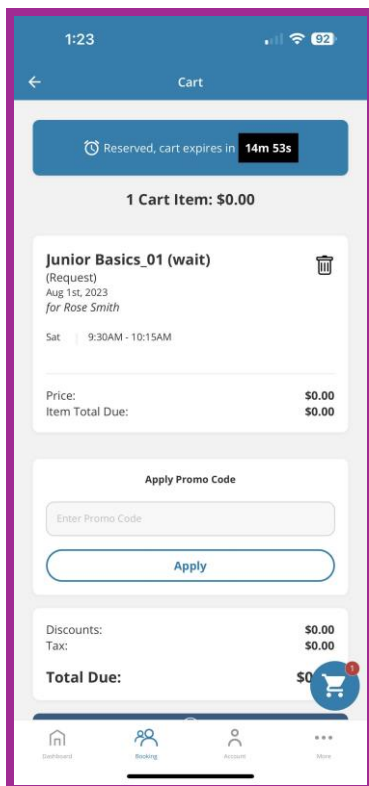 1:23 92
Cart
Reserved, cart expires in 14m 53s
1 Cart Item: $0.00
Junior Basics_01 (wait)
(Request)
Aug 1st, 2023
for Rose Smith
Sat 9:30AM - 10:15AM
Price: $0.00
Item Total Due: $0.00
Apply Promo Code
Enter Promo Code
Apply
Discounts: $0.00
Tax: $0.00
Total Due: $0
1
Dashboard Booking Account More